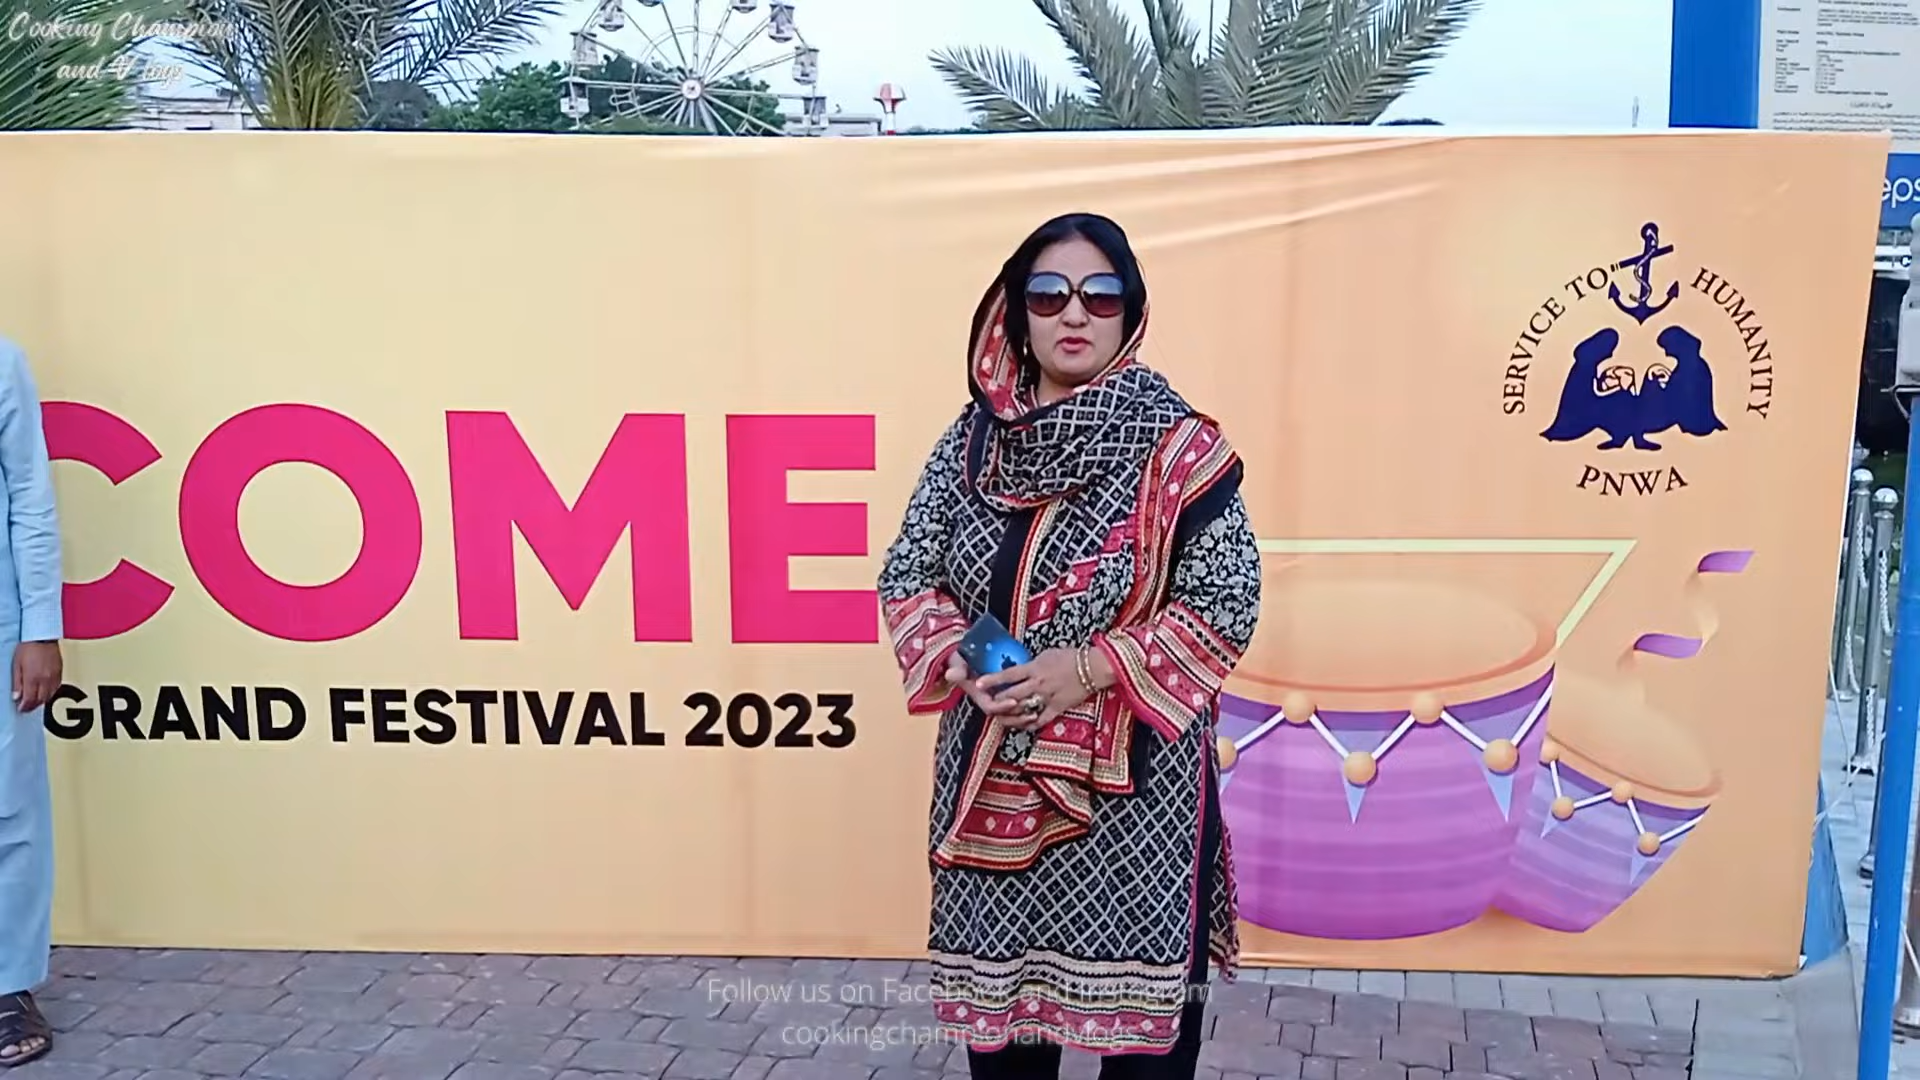 Cooking Champion
and Vlogs
SERVICE TO HUMANITY
PNWA
COME
GRAND FESTIVAL 2023
Follow us on Facebook and Instagram
cookingchampionandvlogs